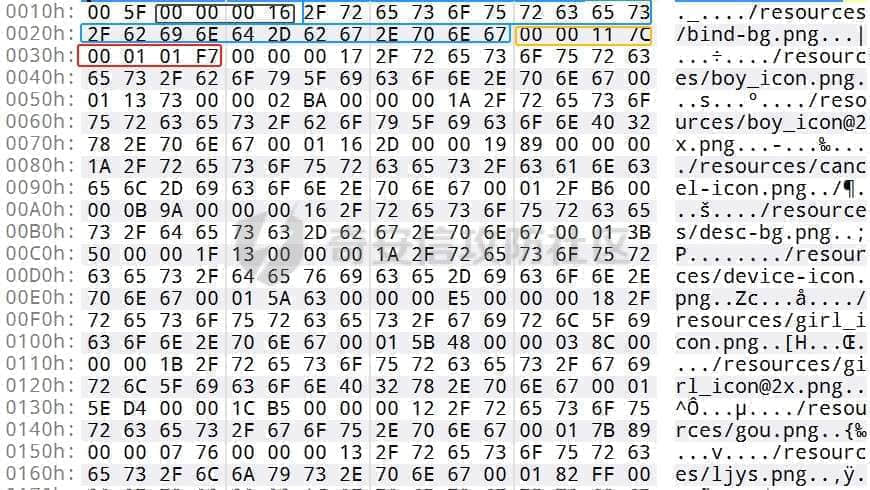 0010h: 00 5F 00 00 00 16 2F 72 65 73 6F 75 72 63 65 73 ._..../resources
0020h: 2F 62 69 6E 64 2D 62 67 2E 70 6E 67 00 00 11 7C /bind-bg.png...|
0030h: 00 01 01 F7 00 00 00 17 2F 72 65 73 6F 75 72 63 ...÷..../resourc
0040h: 65 73 2F 62 6F 79 5F 69 63 6F 6E 2E 70 6E 67 00 es/boy_icon.png.
0050h: 01 13 73 00 00 02 BA 00 00 00 1A 2F 72 65 73 6F ..s...º..../reso
0060h: 75 72 63 65 73 2F 62 6F 79 5F 69 63 6F 6E 40 32 urces/boy_icon@2
0070h: 78 2E 70 6E 67 00 01 16 2D 00 00 19 89 00 00 00 x.png...-...‰...
0080h: 1A 2F 72 65 73 6F 75 72 63 65 73 2F 63 61 6E 63 ./resources/canc
0090h: 65 6C 2D 69 63 6F 6E 2E 70 6E 67 00 01 2F B6 00 el-icon.png../¶.
00A0h: 00 0B 9A 00 00 00 16 2F 72 65 73 6F 75 72 63 65 ..š..../resource
00B0h: 73 2F 64 65 73 63 2D 62 67 2E 70 6E 67 00 01 3B s/desc-bg.png..;
00C0h: 50 00 00 1F 13 00 00 00 1A 2F 72 65 73 6F 75 72 P......../resour
00D0h: 63 65 73 2F 64 65 76 69 63 65 2D 69 63 6F 6E 2E ces/device-icon.
00E0h: 70 6E 67 00 01 5A 63 00 00 00 E5 00 00 00 18 2F png..Zc...å..../
00F0h: 72 65 73 6F 75 72 63 65 73 2F 67 69 72 6C 5F 69 resources/girl_i
0100h: 63 6F 6E 2E 70 6E 67 00 01 5B 48 00 00 03 8C 00 con.png..[H...Œ.
0110h: 00 00 1B 2F 72 65 73 6F 75 72 63 65 73 2F 67 69 .../resources/gi
0120h: 72 6C 5F 69 63 6F 6E 40 32 78 2E 70 6E 67 00 01 rl_icon@2x.png..
0130h: 5E D4 00 00 1C B5 00 00 00 12 2F 72 65 73 6F 75 ^Ô...µ..../resou
0140h: 72 63 65 73 2F 67 6F 75 2E 70 6E 67 00 01 7B 89 rces/gou.png..{‰
0150h: 00 00 07 76 00 00 00 13 2F 72 65 73 6F 75 72 63 ...v..../resourc
0160h: 65 73 2F 6C 6A 79 73 2E 70 6E 67 00 01 82 FF 00 es/ljys.png..‚ÿ.
奇安信攻防社区